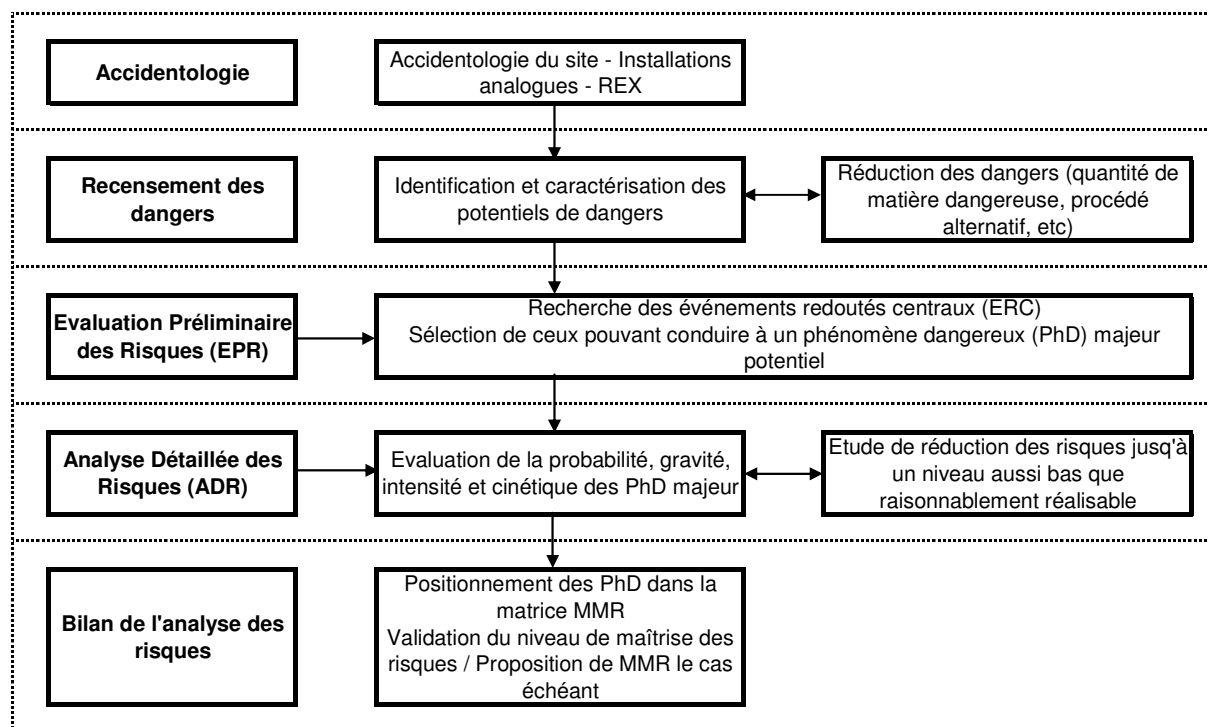 Accidentologie
Accidentologie du site - Installations
analogues - REX
Recensement des
dangers
Identification et caractérisation des
potentiels de dangers
Réduction des dangers (quantité de
matière dangereuse, procédé
alternatif, etc)
Evaluation Préliminaire
des Risques (EPR)
Recherche des événements redoutés centraux (ERC)
Sélection de ceux pouvant conduire à un phénomène dangereux (PhD) majeur
potentiel
Analyse Détaillée des
Risques (ADR)
Evaluation de la probabilité, gravité,
intensité et cinétique des PhD majeur
Etude de réduction des risques jusqu'à
un niveau aussi bas que
raisonnablement réalisable
Bilan de l'analyse des
risques
Positionnement des PhD dans la
matrice MMR
Validation du niveau de maîtrise des
risques / Proposition de MMR le cas
échéant